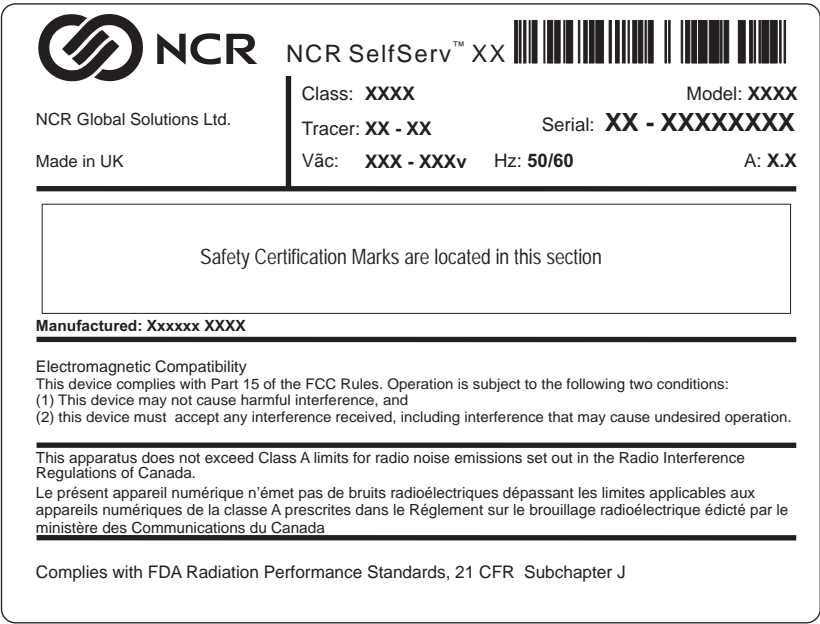 NCR
NCR SelfServ™ XX
NCR Global Solutions Ltd.
Made in UK
Class: XXXX
Model: XXXX
Tracer: XX - XX
Serial: XX - XXXXXXXX
Vãc: XXX - XXXv Hz: 50/60 A: X.X
Safety Certification Marks are located in this section
Manufactured: Xxxxxx XXXX
Electromagnetic Compatibility
This device complies with Part 15 of the FCC Rules. Operation is subject to the following two conditions:
(1) This device may not cause harmful interference, and
(2) this device must accept any interference received, including interference that may cause undesired operation.
This apparatus does not exceed Class A limits for radio noise emissions set out in the Radio Interference
Regulations of Canada.
Le présent appareil numérique n'émet pas de bruits radioélectriques dépassant les limites applicables aux
appareils numériques de la classe A prescrites dans le Réglement sur le brouillage radioélectrique édicté par le
ministère des Communications du Canada
Complies with FDA Radiation Performance Standards, 21 CFR Subchapter J